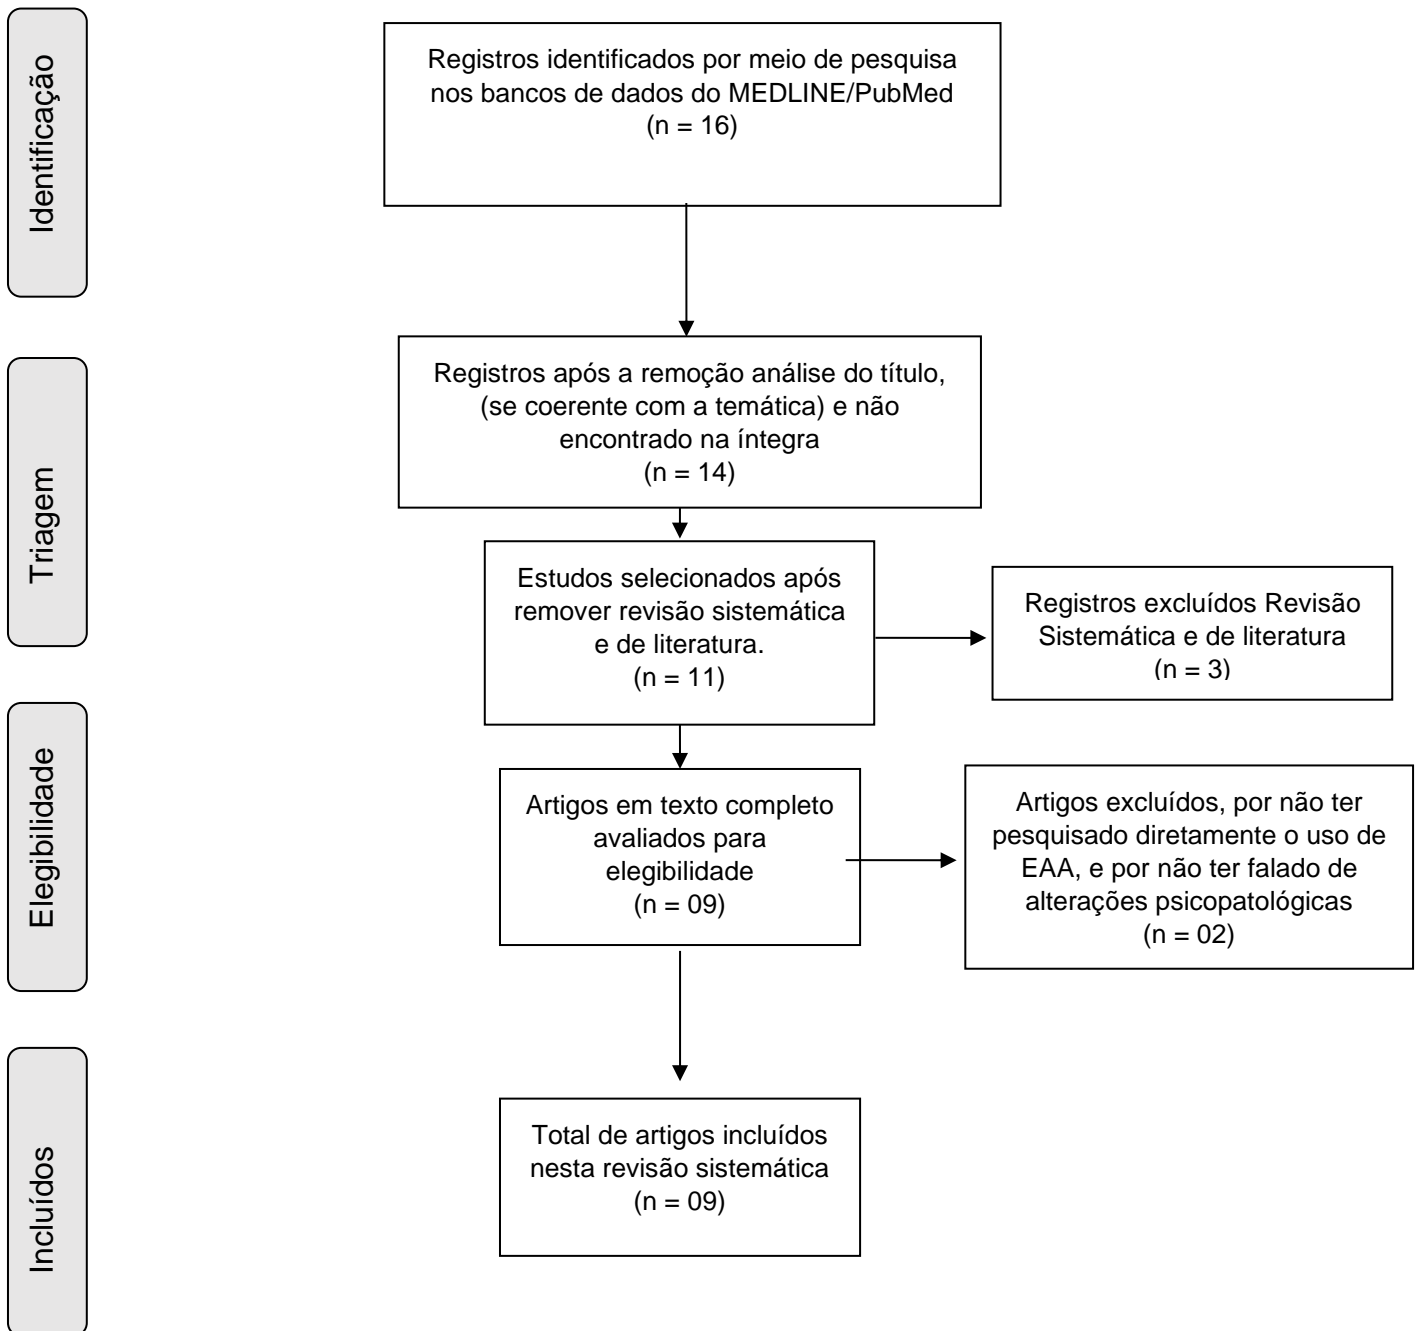 Identificação
Registros identificados por meio de pesquisa
nos bancos de dados do MEDLINE/PubMed
(n = 16)
Triagem
Registros após a remoção análise do título,
(se coerente com a temática) e não
encontrado na íntegra
(n = 14)
Estudos selecionados após
remover revisão sistemática
e de literatura.
(n = 11)
Registros excluídos Revisão
Sistemática e de literatura
(n = 3)
Elegibilidade
Artigos em texto completo
avaliados para
elegibilidade
(n = 09)
Artigos excluídos, por não ter
pesquisado diretamente o uso de
EAA, e por não ter falado de
alterações psicopatológicas
(n = 02)
Incluídos
Total de artigos incluídos
nesta revisão sistemática
(n = 09)